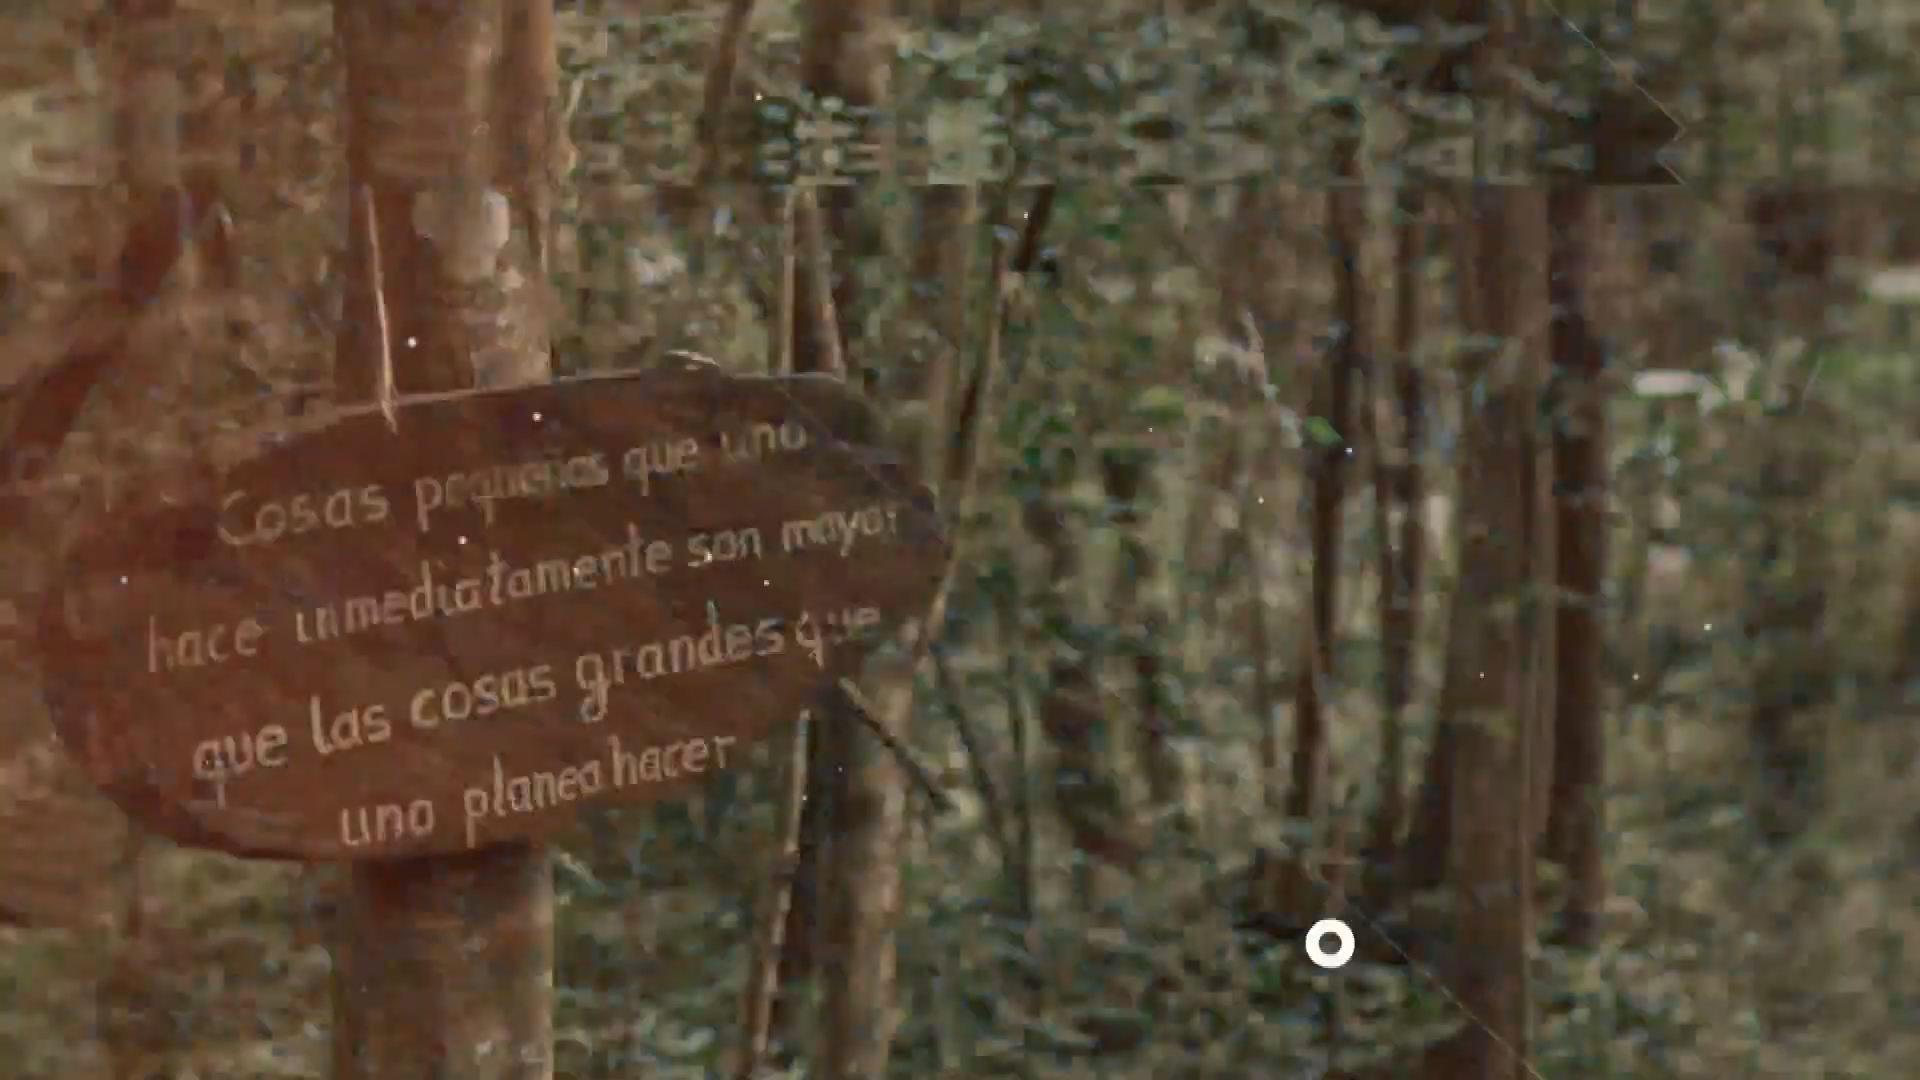 Cosas pequeñas que uno
hace inmediatamente son mayor
que las cosas grandes que
uno planea hacer